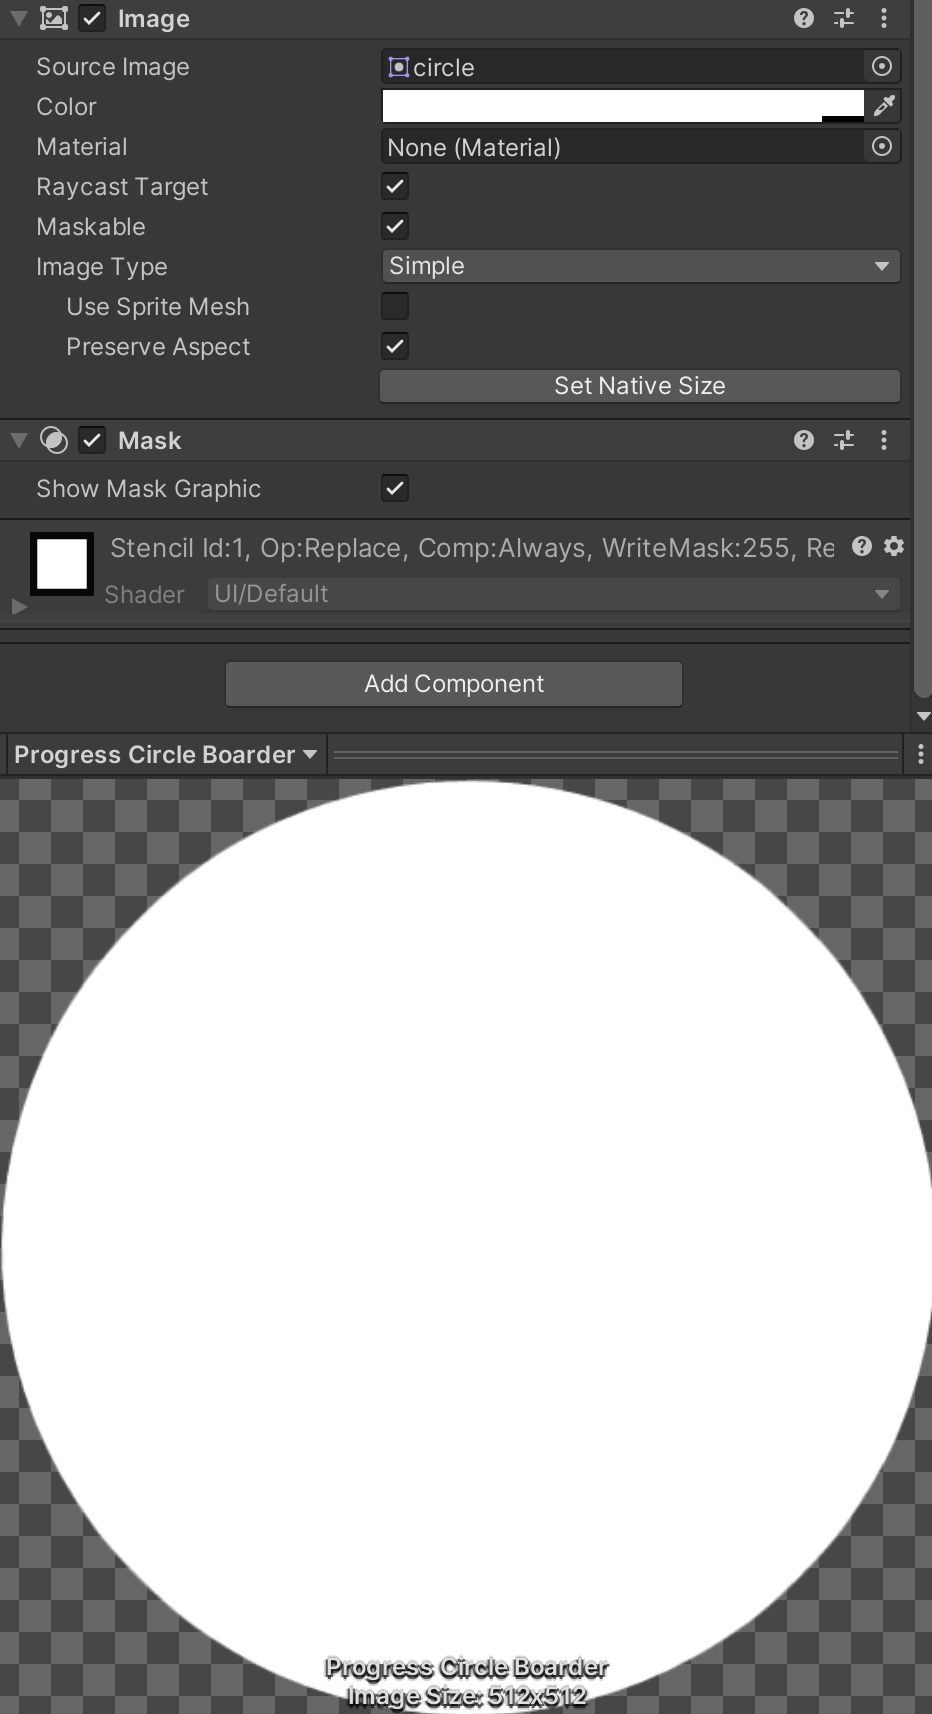 Image
Source Image circle
Color
Material None (Material)
Raycast Target
Maskable
Image Type Simple
Use Sprite Mesh
Preserve Aspect
Set Native Size
Mask
Show Mask Graphic
Stencil Id:1, Op:Replace, Comp:Always, WriteMask:255, Re
Shader UI/Default
Add Component
Progress Circle Boarder
Progress Circle Boarder
Image Size: 512x512